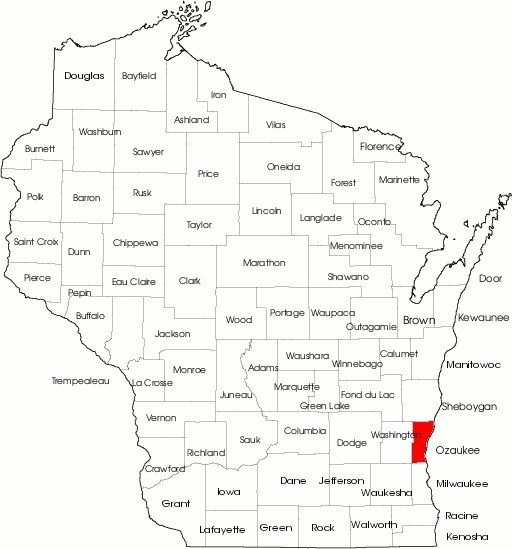 Douglas
Bayfield
Iron
Ashland
Vilas
Washburn
Burnett
Sawyer
Florence
Oneida
Price
Forest
Marinette
Polk
Barron
Rusk
Lincoln
Langlade
Oconto
Taylor
Saint Croix
Dunn
Chippewa
Menominee
Marathon
Pierce
Eau Claire
Clark
Shawano
Door
Pepin
Buffalo
Wood
Portage
Waupaca
Outagamie
Brown
Kewaunee
Jackson
Waushara
Calumet
Winnebago
Manitowoc
Trempealeau
La Crosse
Monroe
Adams
Marquette
Juneau
Green Lake
Fond du Lac
Sheboygan
Vernon
Columbia
Washington
Sauk
Dodge
Richland
Ozaukee
Crawford
Dane
Jefferson
Milwaukee
Grant
Iowa
Waukesha
Racine
Lafayette
Green
Rock
Walworth
Kenosha